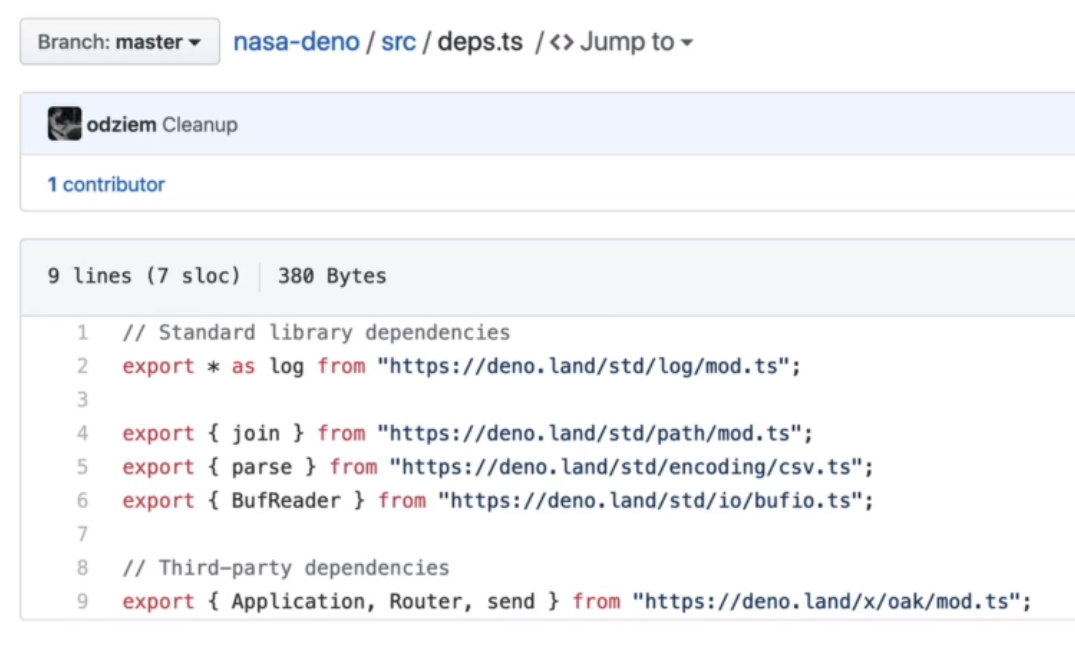 Branch: master nasa-deno / src / deps.ts / <> Jump to
odziem Cleanup
1 contributor
9 lines (7 sloc) 380 Bytes
1 // Standard library dependencies
2 export * as log from "https://deno.land/std/log/mod.ts";
3
4 export { join } from "https://deno.land/std/path/mod.ts";
5 export { parse } from "https://deno.land/std/encoding/csv.ts";
6 export { BufReader } from "https://deno.land/std/io/bufio.ts";
7
8 // Third-party dependencies
9 export { Application, Router, send } from "https://deno.land/x/oak/mod.ts";